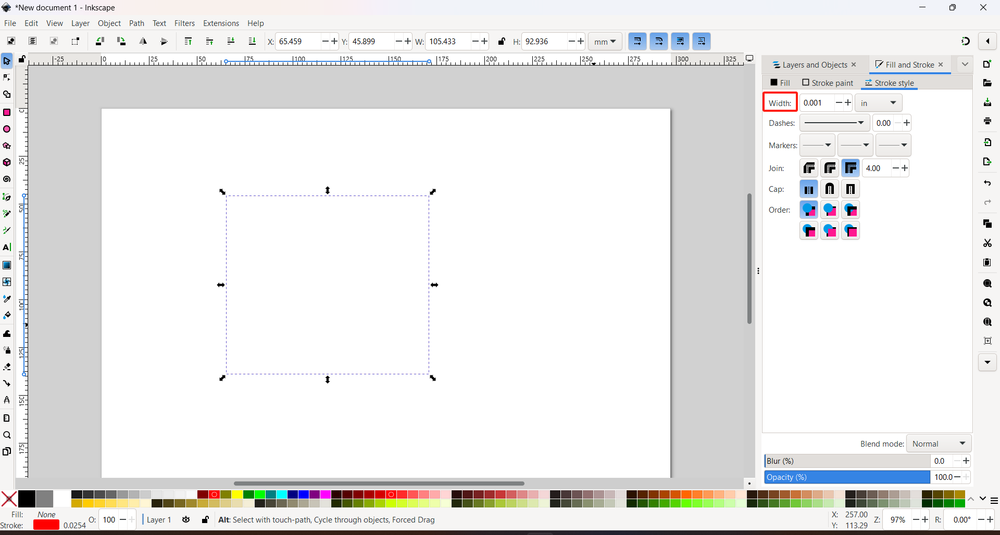 *New document 1 - Inkscape
File Edit View Layer Object Path Text Filters Extensions Help
X: 65.459 Y: 45.899 W: 105.433 H: 92.936 mm
-25 0 25 50 75 100 125 150 175 200 225 250 275 300 325
Layers and Objects Fill and Stroke
Fill Stroke paint Stroke style
Width: 0.001 in
Dashes: 0.00
Markers:
Join: 4.00
Cap:
Order:
0
25
50
75
100
125
150
175
Blend mode: Normal
Blur (%) 0.0
Opacity (%) 100.0
Fill: None
Stroke: 0.0254
O: 100
Layer 1
Alt: Select with touch-path, Cycle through objects, Forced Drag
X: 257.00
Y: 113.29
Z: 97% R: 0.00°